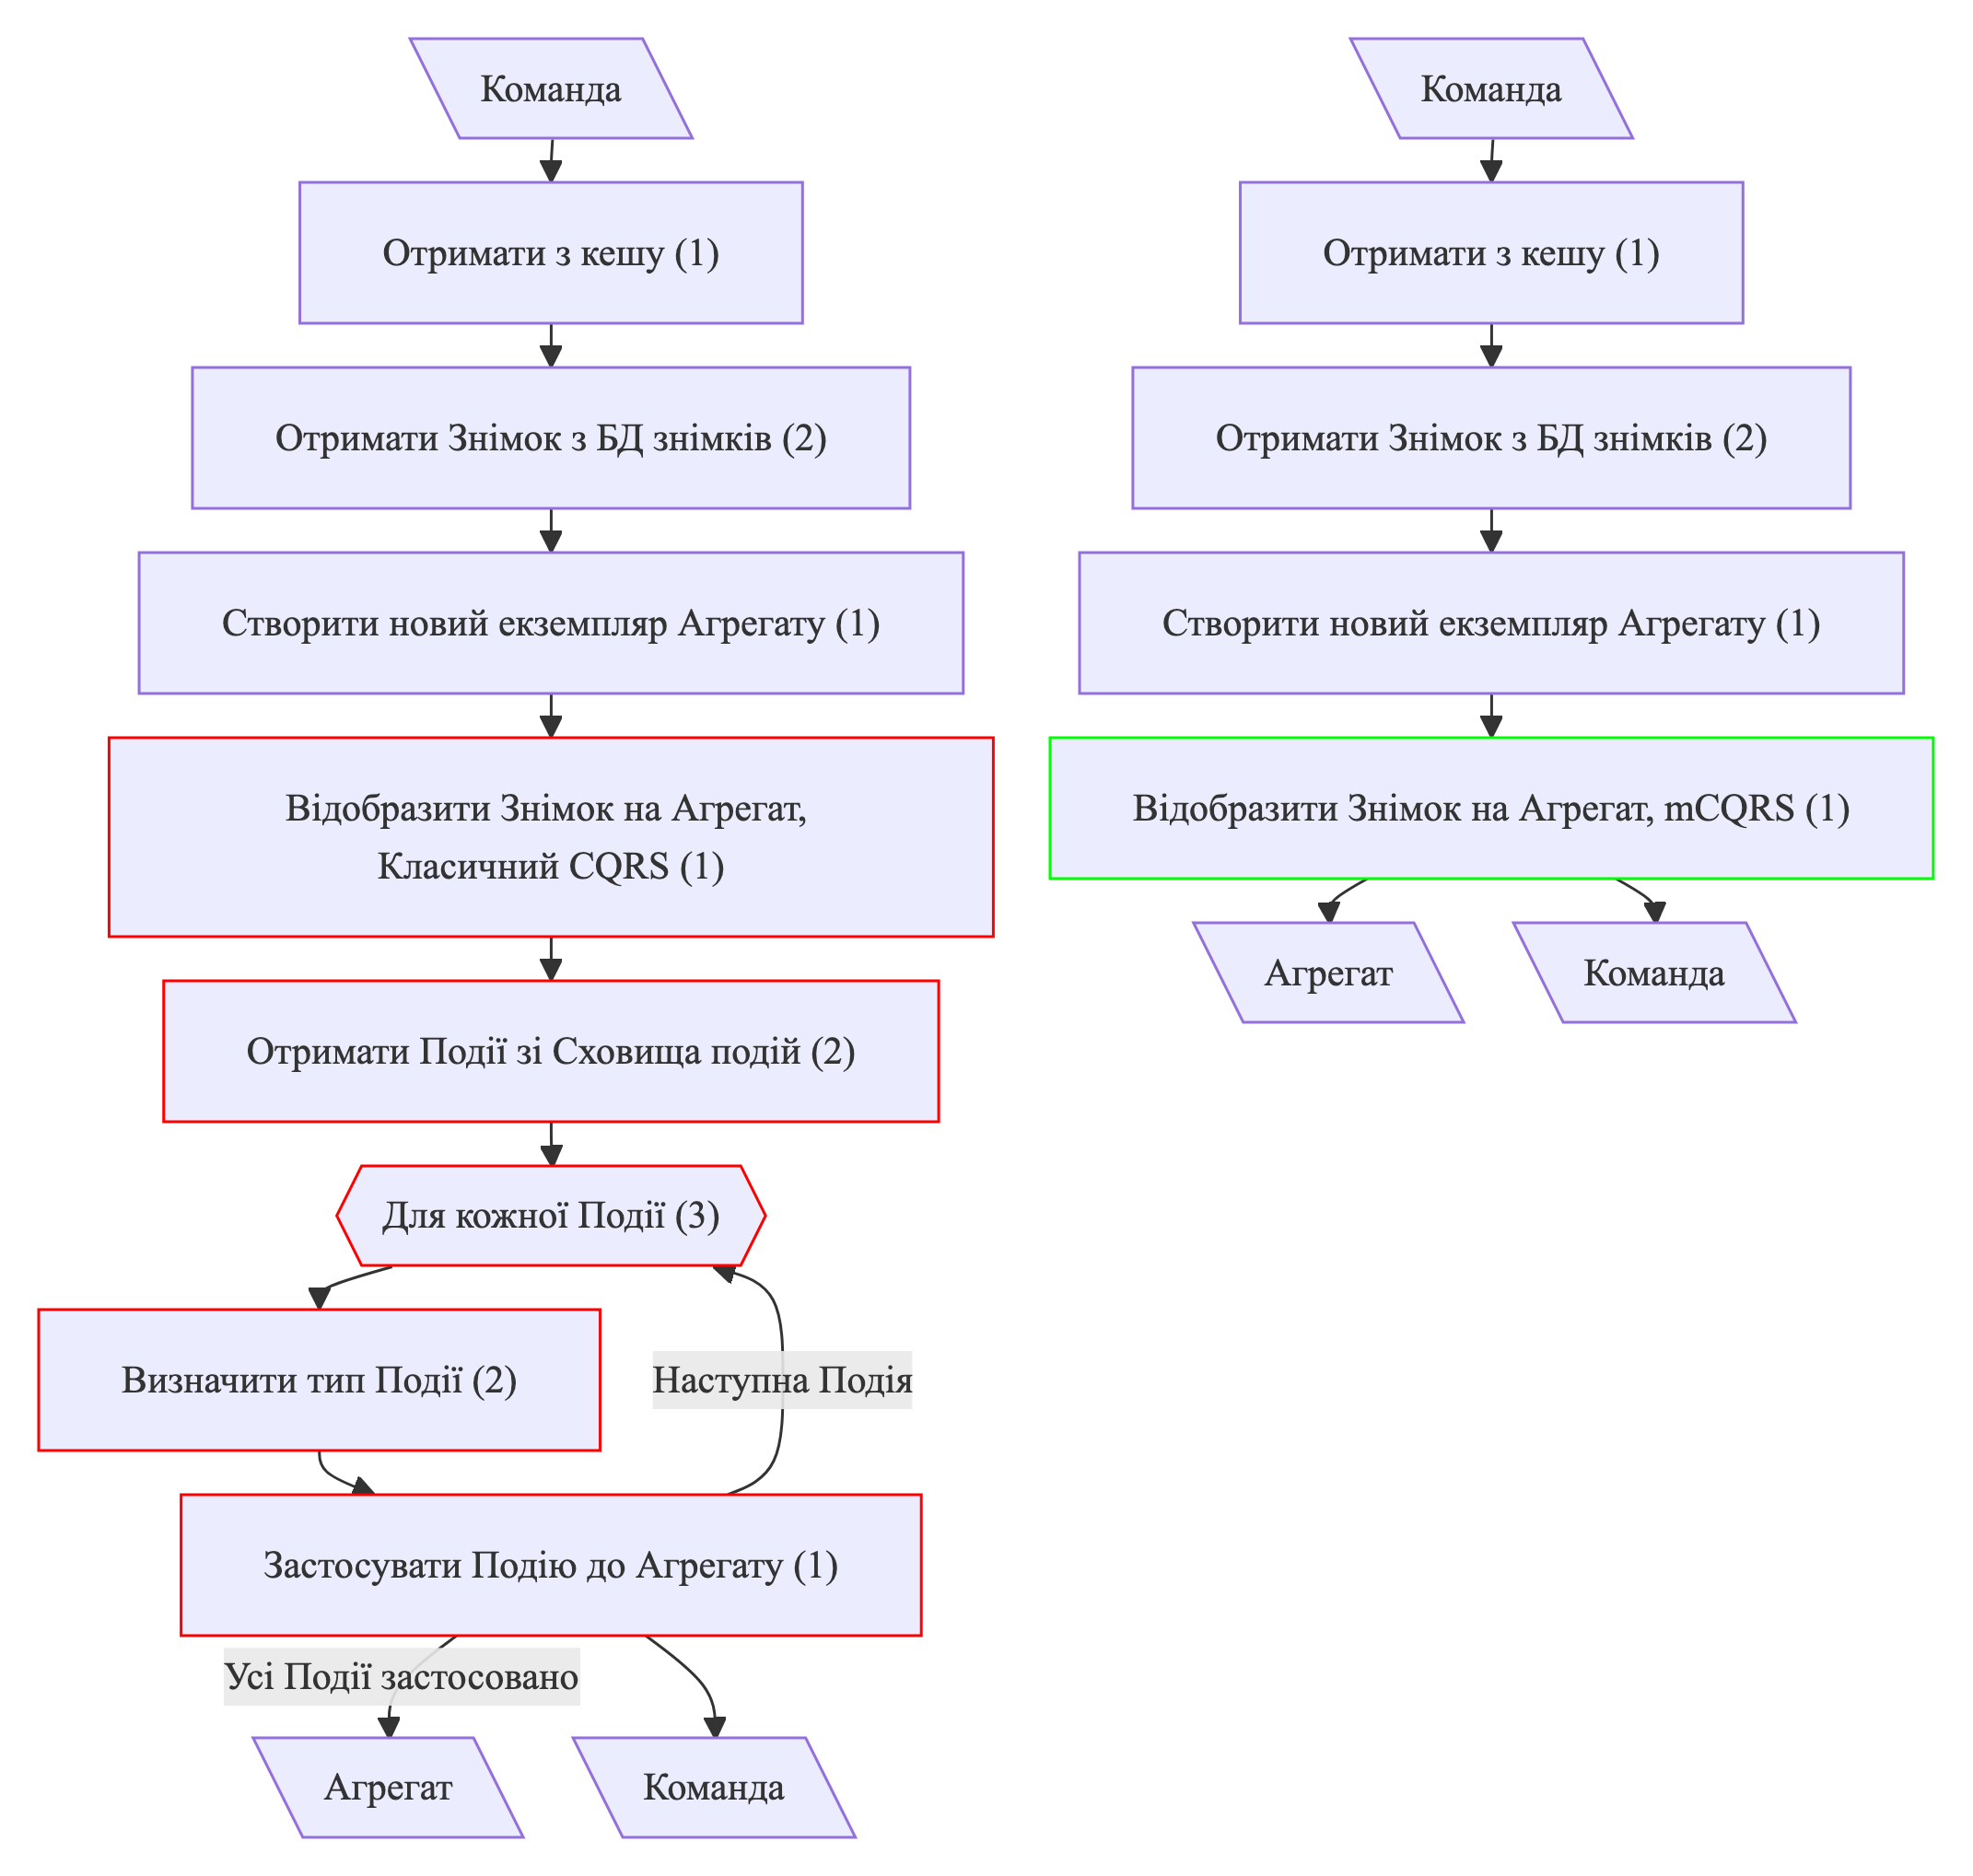 Команда
Отримати з кешу (1)
Отримати Знімок з БД знімків (2)
Створити новий екземпляр Агрегату (1)
Відобразити Знімок на Агрегат,
Класичний CQRS (1)
Отримати Події зі Сховища подій (2)
Для кожної Події (3)
Визначити тип Події (2)
Наступна Подія
Застосувати Подію до Агрегату (1)
Усі Події застосовано
Агрегат
Команда
Команда
Отримати з кешу (1)
Отримати Знімок з БД знімків (2)
Створити новий екземпляр Агрегату (1)
Відобразити Знімок на Агрегат, mCQRS (1)
Агрегат
Команда